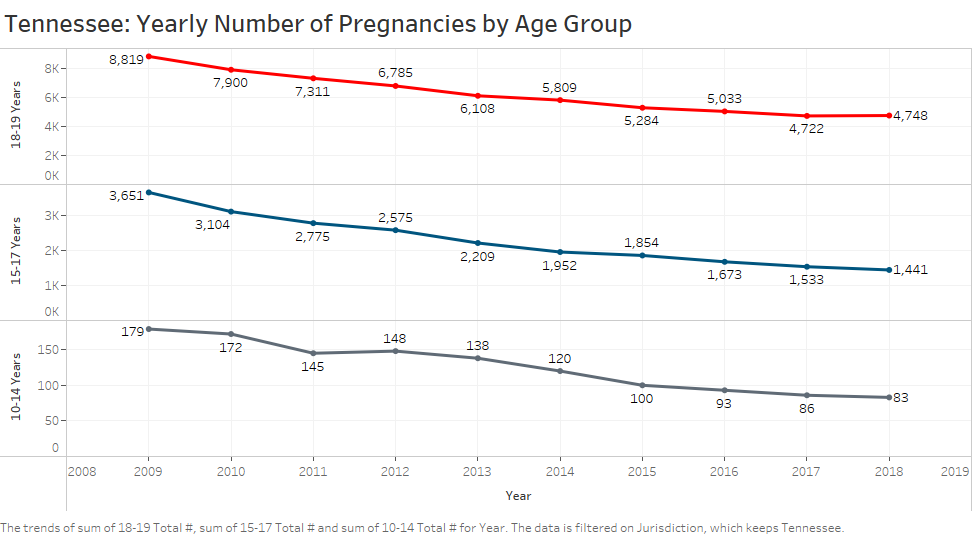 Tennessee: Yearly Number of Pregnancies by Age Group
18-19 Years
8K
6K
4K
2K
0K
8,819
7,900
7,311
6,785
6,108
5,809
5,284
5,033
4,722
4,748
15-17 Years
3K
2K
1K
0K
3,651
3,104
2,775
2,575
2,209
1,952
1,854
1,673
1,533
1,441
10-14 Years
150
100
50
0
179
172
145
148
138
120
100
93
86
83
2008 2009 2010 2011 2012 2013 2014 2015 2016 2017 2018 2019
Year
The trends of sum of 18-19 Total #, sum of 15-17 Total # and sum of 10-14 Total # for Year. The data is filtered on Jurisdiction, which keeps Tennessee.